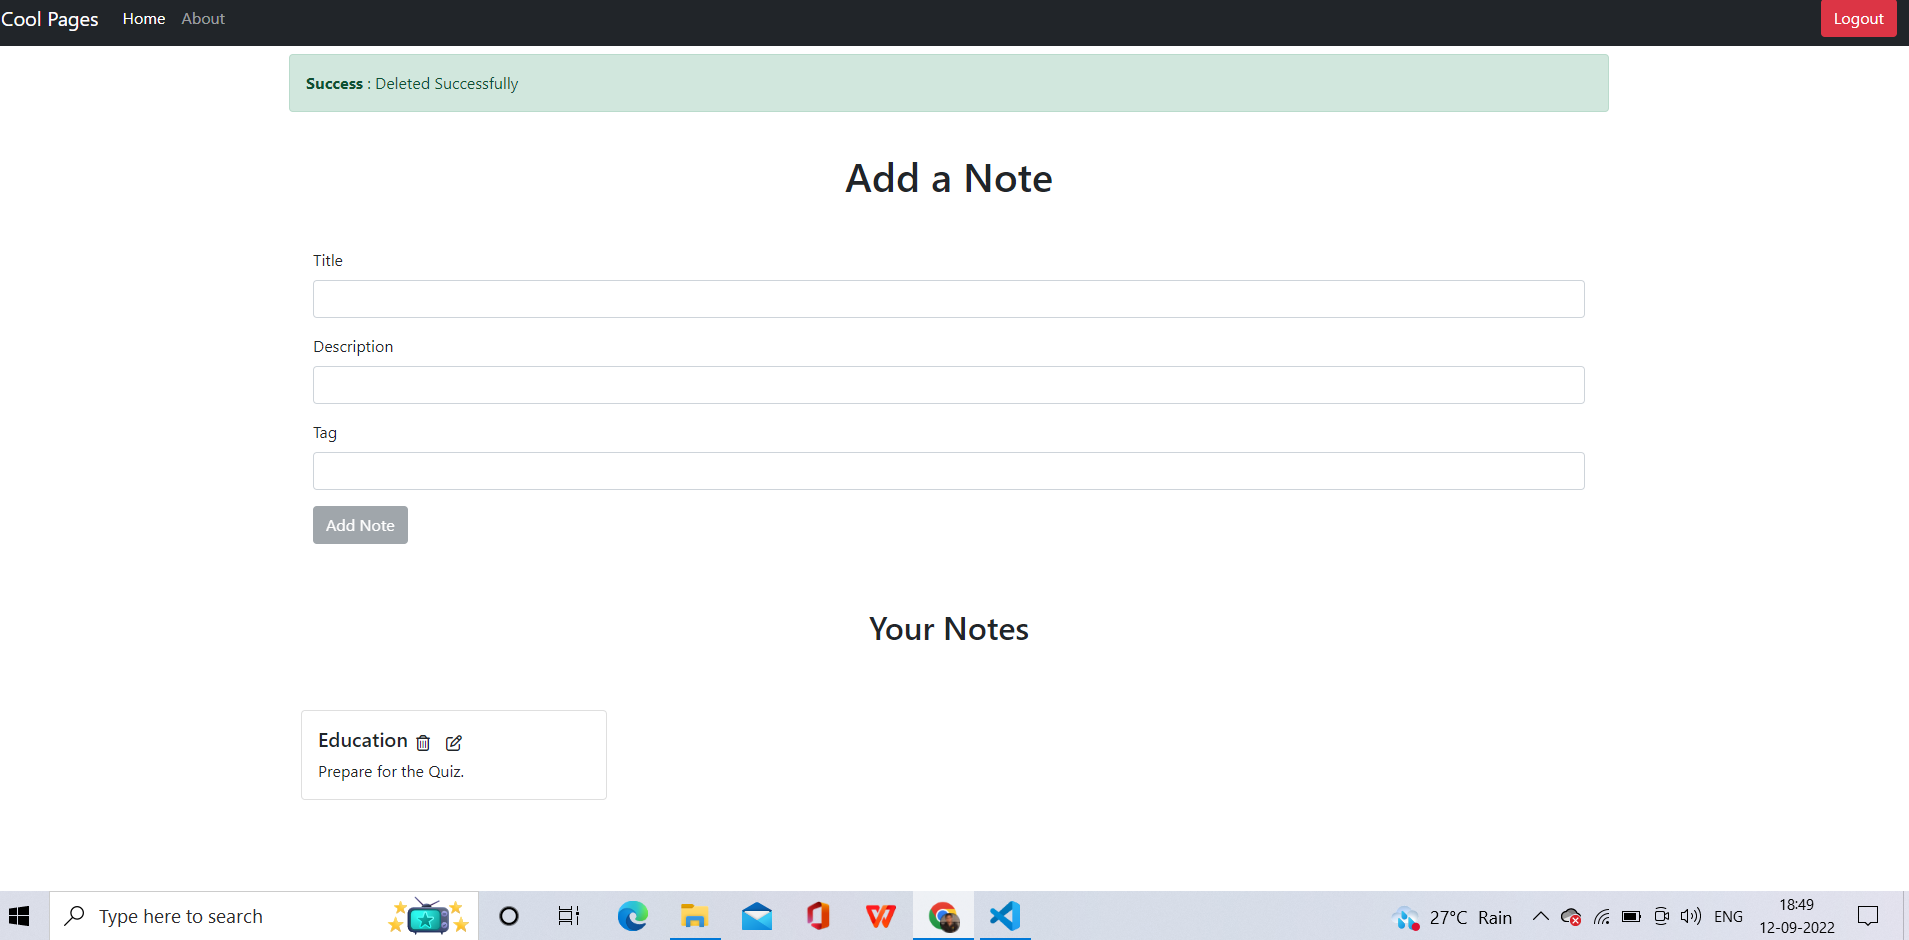 Cool Pages Home About Logout
Success : Deleted Successfully
Add a Note
Title
Description
Tag
Add Note
Your Notes
Education
Prepare for the Quiz.
Type here to search
27°C Rain
ENG
18:49
12-09-2022